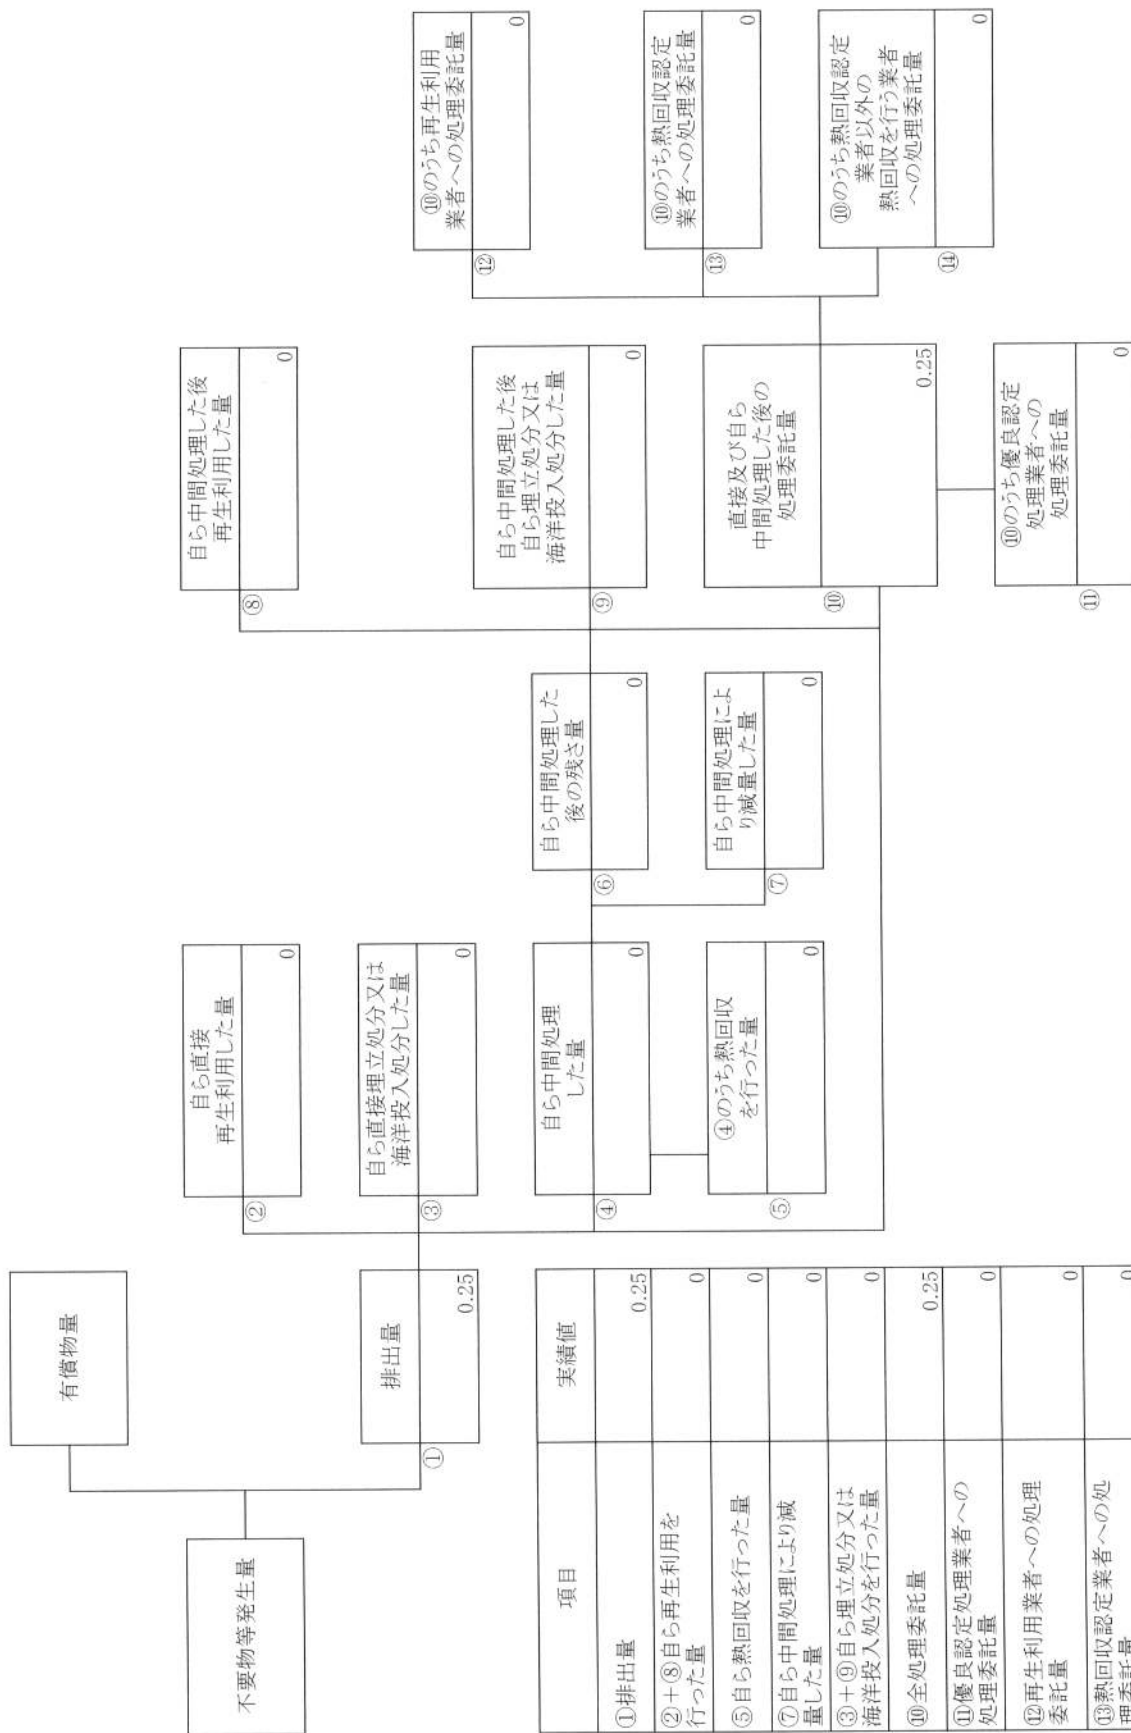 有償物量
不要物等発生量
排出量
①
0.25
自ら直接
再生利用した量
②
0
自ら直接埋立処分又は
海洋投入処分した量
③
0
自ら中間処理
した量
④
0
④のうち熱回収
を行った量
⑤
0
自ら中間処理した
後の残さ量
⑥
0
自ら中間処理によ
り減量した量
⑦
0
自ら中間処理した後
再生利用した量
⑧
0
自ら中間処理した後
自ら埋立処分又は
海洋投入処分した量
⑨
0
直接及び自ら
中間処理した後の
処理委託量
⑩
0.25
⑩のうち優良認定
処理業者への
処理委託量
⑪
0
⑩のうち再生利用
業者への処理委託量
⑫
0
⑩のうち熱回収認定
業者への処理委託量
⑬
0
⑩のうち熱回収認定
業者以外の
熱回収を行う業者
への処理委託量
⑭
0
項目
実績値
①排出量
0.25
②+⑧自ら再生利用を
行った量
0
⑤自ら熱回収を行った量
0
⑦自ら中間処理により減
量した量
0
③+⑨自ら埋立処分又は
海洋投入処分を行った量
0
⑩全処理委託量
0.25
⑪優良認定処理業者への
処理委託量
0
⑫再生利用業者への処理
委託量
0
⑬熱回収認定業者への処
理委託量
0